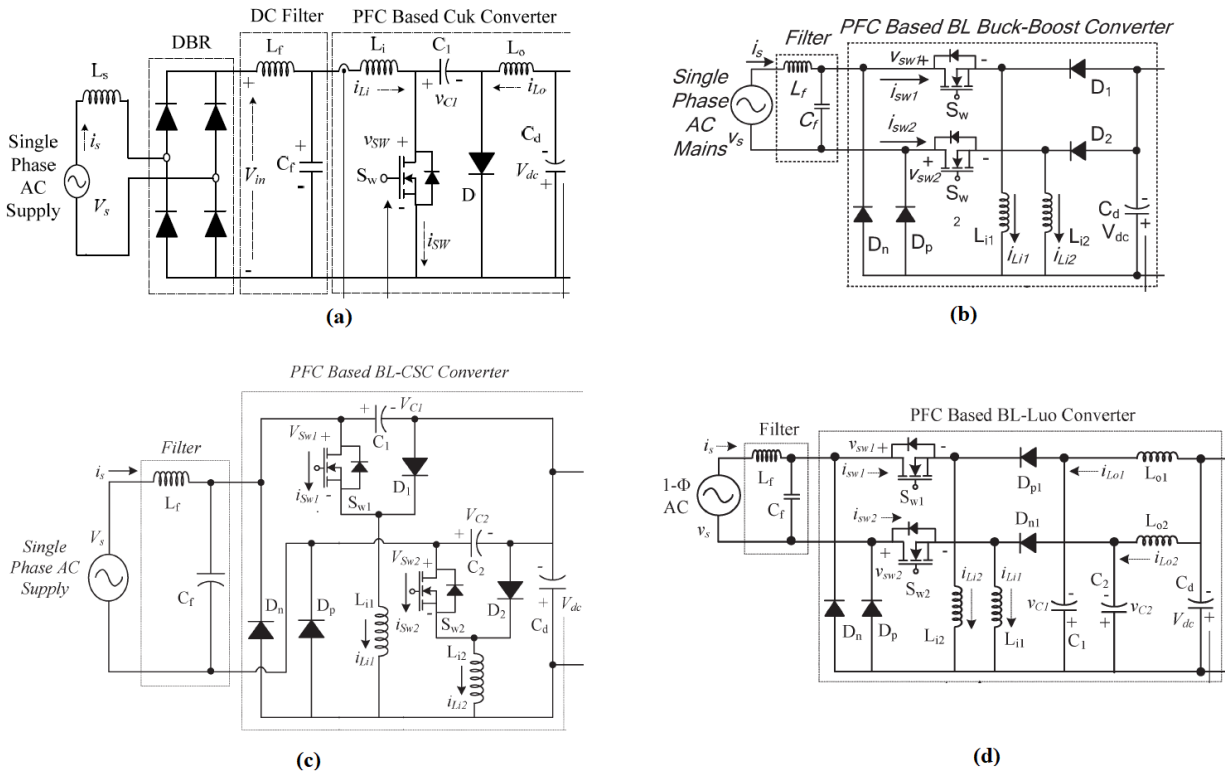 DC Filter
PFC Based Cuk Converter
DBR
Lf
Li
C1
Lo
Ls
+
+
-
iLi
vC1
iLo
is
Single
Phase
AC
Supply
Vs
Vin
Cf
+
-
vSW
+
Sw
-
D
Cd
-
Vdc
+
iSW
-
(a)
PFC Based BL Buck-Boost Converter
Filter
is
Lf
Cf
Single
Phase
AC
Mains
vs
vsw1+
-
isw1
Sw
D1
isw2
D2
+
-
vsw2
Sw
2
Dn
Dp
Li1
iLi1
Li2
iLi2
Cd
Vdc
-
+
(b)
PFC Based BL-CSC Converter
Filter
is
Lf
Vs
Single
Phase AC
Supply
Cf
VSw1
+
-
iSw1
Sw1
+
-
VC1
C1
D1
VC2
+
-
C2
VSw2
+
-
iSw2
Sw2
D2
Dn
Dp
Li1
iLi1
Li2
iLi2
-
+
Vdc
Cd
(c)
PFC Based BL-Luo Converter
Filter
is
Lf
Cf
1-Φ
AC
vs
vsw1
+
-
isw1
Sw1
Dp1
iLo1
Lo1
isw2
Dn1
Lo2
iLo2
+
-
vsw2
Sw2
Dn
Dp
iLi2
Li2
iLi1
Li1
vC1
-
+
C1
C2
-
+
vC2
Cd
-
Vdc
+
(d)